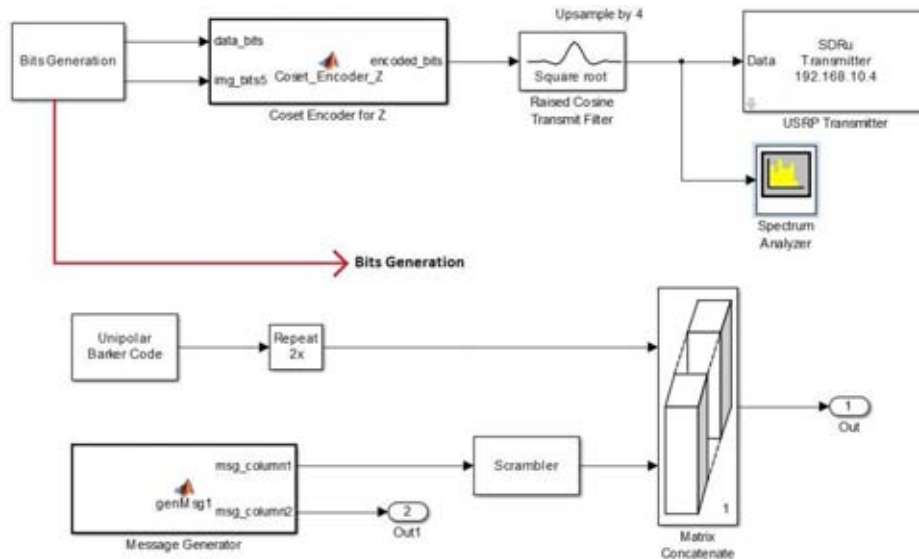 Upsample by 4
Bits Generation
data_bits
img_bits5
Coset_Encoder_Z
encoded_bits
Coset Encoder for Z
Square root
Raised Cosine
Transmit Filter
Data
SDRu
Transmitter
192.168.10.4
USRP Transmitter
Spectrum
Analyzer
Bits Generation
Unipolar
Barker Code
Repeat
2x
genMsg1
msg_column1
msg_column2
Message Generator
Scrambler
2
Out1
1
Matrix
Concatenate
1
Out